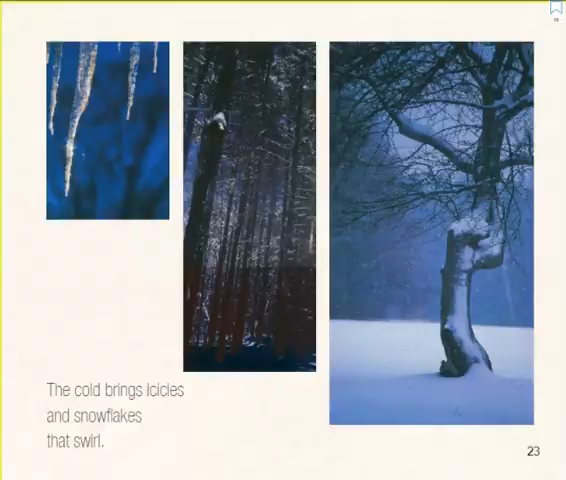 The cold brings icicles
and snowflakes
that swirl.
23